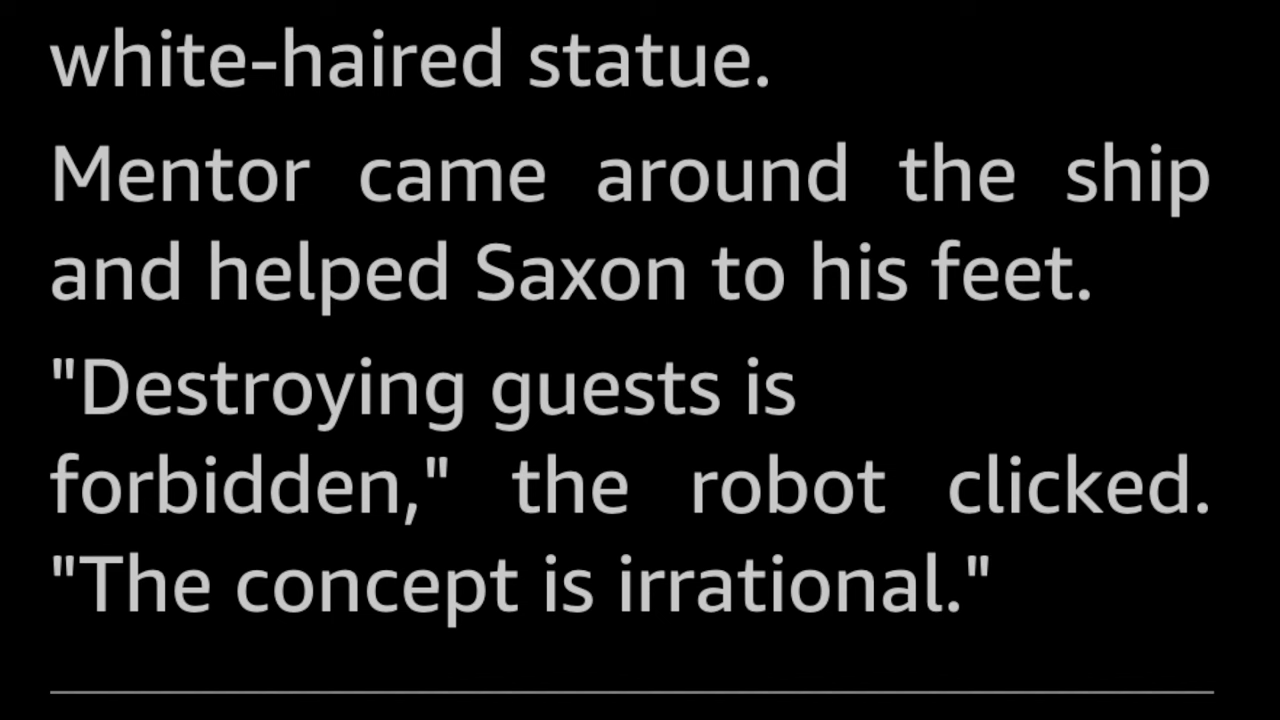 white-haired statue.
Mentor came around the ship
and helped Saxon to his feet.
"Destroying guests is
forbidden," the robot clicked.
"The concept is irrational."